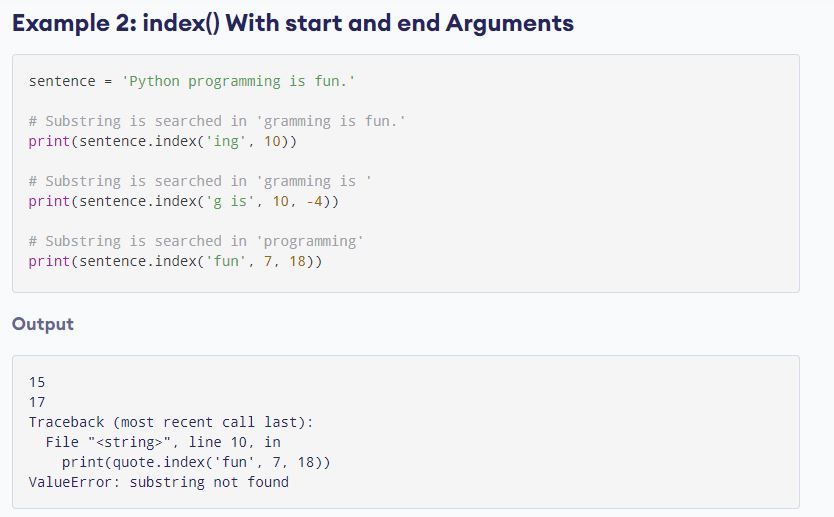 Example 2: index() With start and end Arguments
sentence = 'Python programming is fun.'
# Substring is searched in 'gramming is fun.'
print(sentence.index('ing', 10))
# Substring is searched in 'gramming is '
print(sentence.index('g is', 10, -4))
# Substring is searched in 'programming'
print(sentence.index('fun', 7, 18))
Output
15
17
Traceback (most recent call last):
  File "<string>", line 10, in
    print(quote.index('fun', 7, 18))
ValueError: substring not found